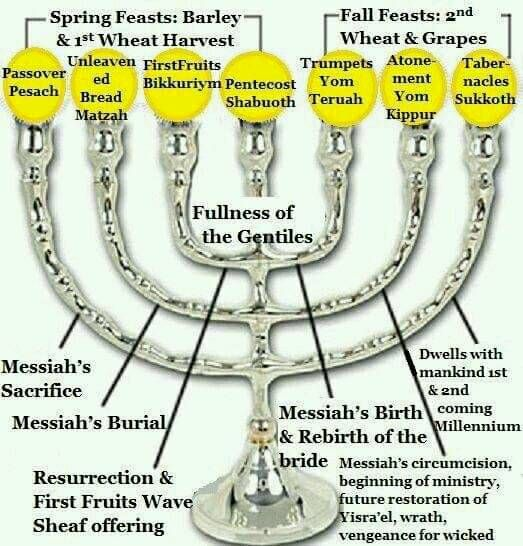 Spring Feasts: Barley
& 1st Wheat Harvest
Fall Feasts: 2nd
Wheat & Grapes
Passover
Pesach
Unleaven
ed
Bread
Matzah
FirstFruits
Bikkuriym
Pentecost
Shabuoth
Trumpets
Yom
Teruah
Atone-
ment
Yom
Kippur
Taber-
nacles
Sukkoth
Fullness of
the Gentiles
Messiah's
Sacrifice
Messiah's Burial
Resurrection &
First Fruits Wave
Sheaf offering
Messiah's Birth
& Rebirth of the
bride
Dwells with
mankind 1st
& 2nd
coming
Millennium
Messiah's circumcision,
beginning of ministry,
future restoration of
Yisra'el, wrath,
vengeance for wicked